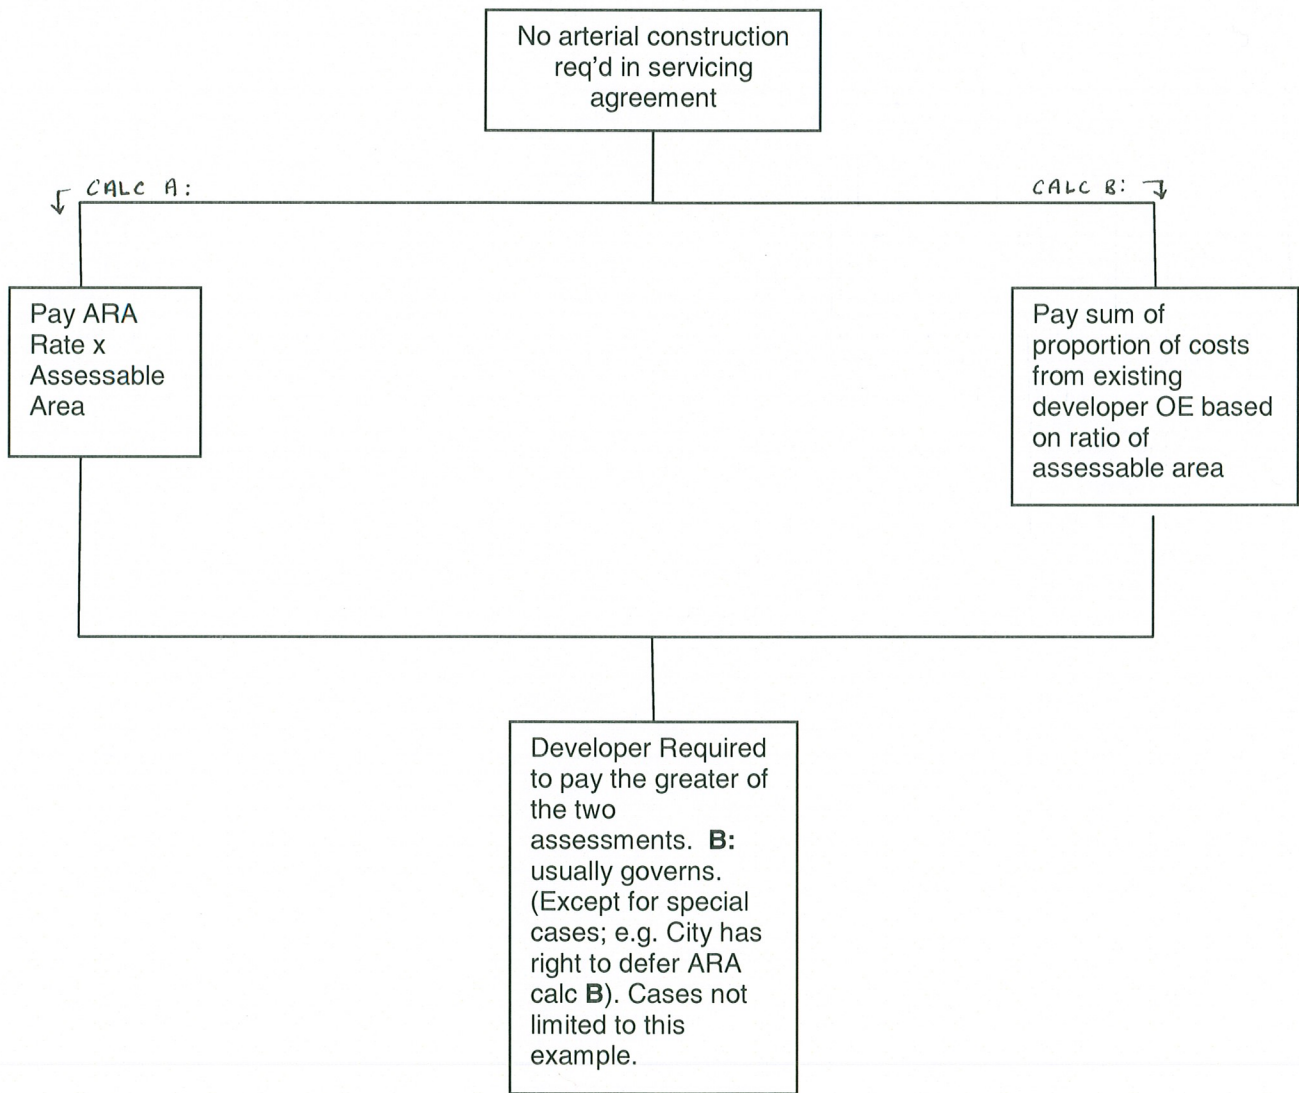 No arterial construction
req'd in servicing
agreement
CALC A:
CALC B:
Pay ARA
Rate x
Assessable
Area
Pay sum of
proportion of costs
from existing
developer OE based
on ratio of
assessable area
Developer Required
to pay the greater of
the two
assessments.  B:
usually governs.
(Except for special
cases; e.g. City has
right to defer ARA
calc B). Cases not
limited to this
example.